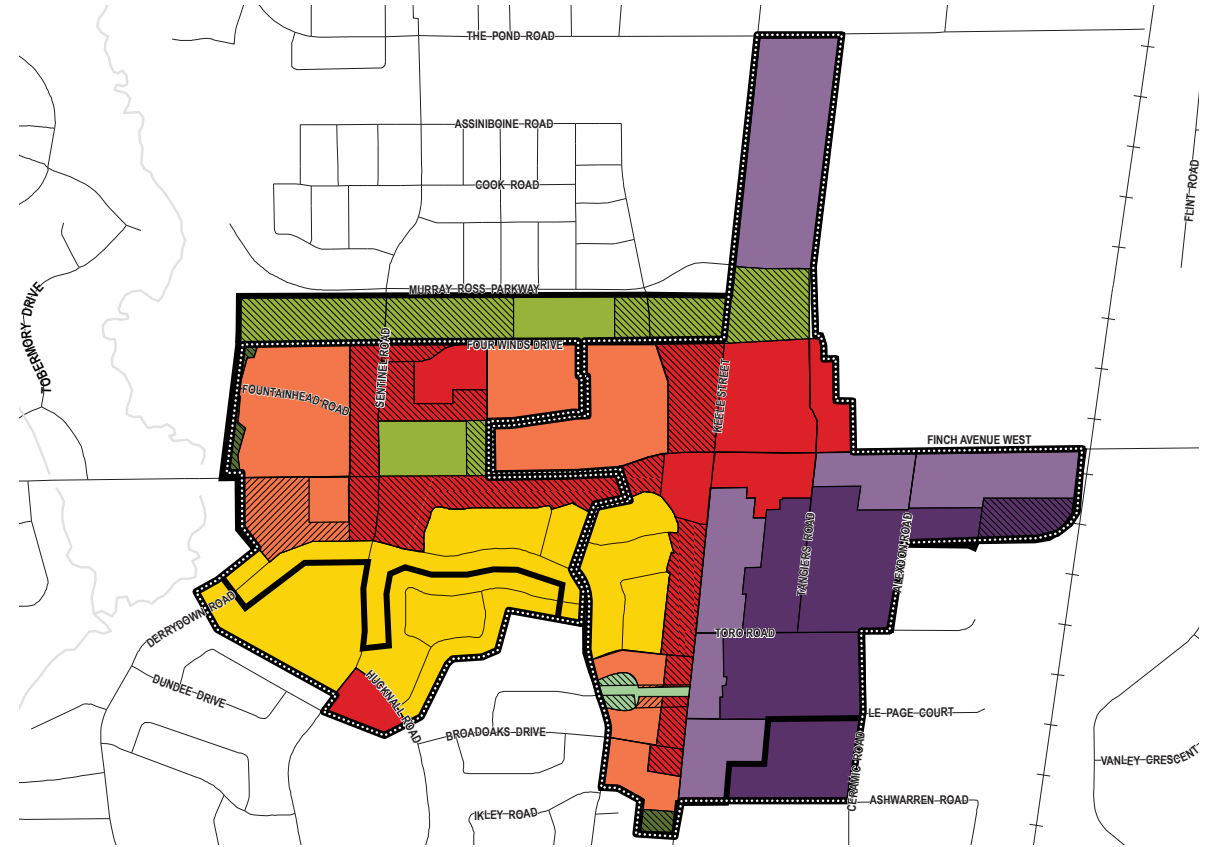 THE POND ROAD
ASSINIBOINE ROAD
COOK ROAD
FLINT ROAD
TOBERMORY DRIVE
MURRAY ROSS PARKWAY
FOUR WINDS DRIVE
SENTINEL ROAD
KEELE STREET
FOUNTAINHEAD ROAD
FINCH AVENUE WEST
TANGIERS ROAD
ALEXDON ROAD
DERRYDOWN ROAD
TORO ROAD
DUNDEE DRIVE
HUCKNALL ROAD
LE PAGE COURT
BROADOAKS DRIVE
CERAMIC ROAD
VANLEY CRESCENT
ASHWARREN ROAD
IKLEY ROAD